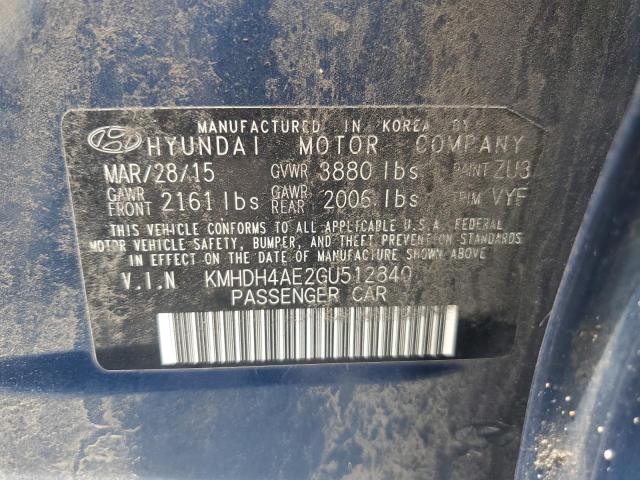 MANUFACTURED IN KOREA BY
HYUNDAI MOTOR COMPANY
MAR/28/15 GVWR 3880 lbs PAINT ZU3
GAWR FRONT 2161 lbs GAWR REAR 2006 lbs TRIM VYF
THIS VEHICLE CONFORMS TO ALL APPLICABLE U.S.A. FEDERAL
MOTOR VEHICLE SAFETY, BUMPER, AND THEFT PREVENTION STANDARDS
IN EFFECT ON THE DATE OF MANUFACTURE SHOWN ABOVE.
V.I.N KMHDH4AE2GU512840
PASSENGER CAR